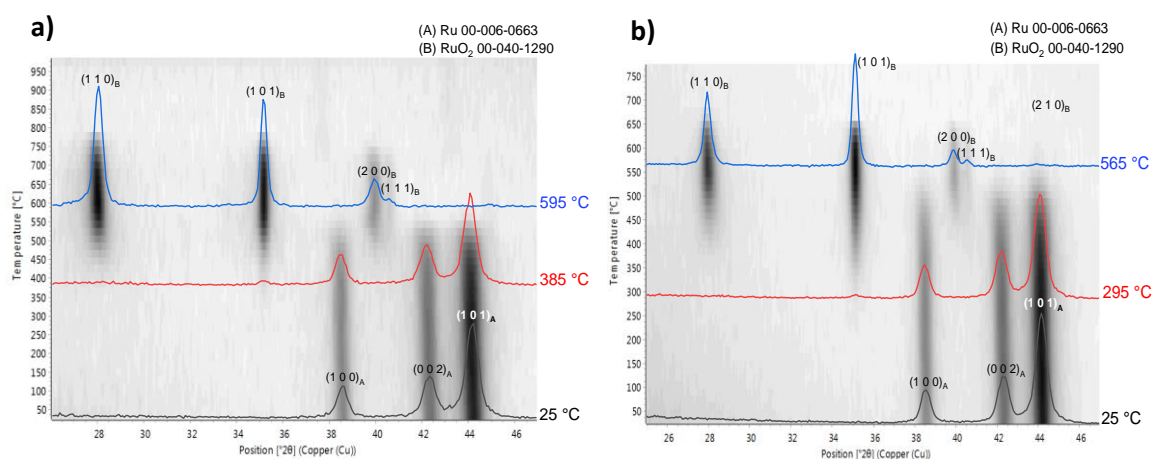 a)
(A) Ru 00-006-0663
(B) RuO₂ 00-040-1290
(1 1 0)B
(1 0 1)B
(2 0 0)B
(1 1 1)B
595 °C
385 °C
(1 0 1)A
(1 0 0)A
(0 0 2)A
25 °C
Temperature [°C]
950
900
850
800
750
700
650
600
550
500
450
400
350
300
250
200
150
100
50
28 30 32 34 36 38 40 42 44 46
Position [°2θ] (Copper (Cu))
b)
(A) Ru 00-006-0663
(B) RuO₂ 00-040-1290
(1 1 0)B
(1 0 1)B
(2 1 0)B
(2 0 0)B
(1 1 1)B
565 °C
295 °C
(1 0 1)A
(1 0 0)A
(0 0 2)A
25 °C
Temperature [°C]
750
700
650
600
550
500
450
400
350
300
250
200
150
100
50
26 28 30 32 34 36 38 40 42 44 46
Position [°2θ] (Copper (Cu))